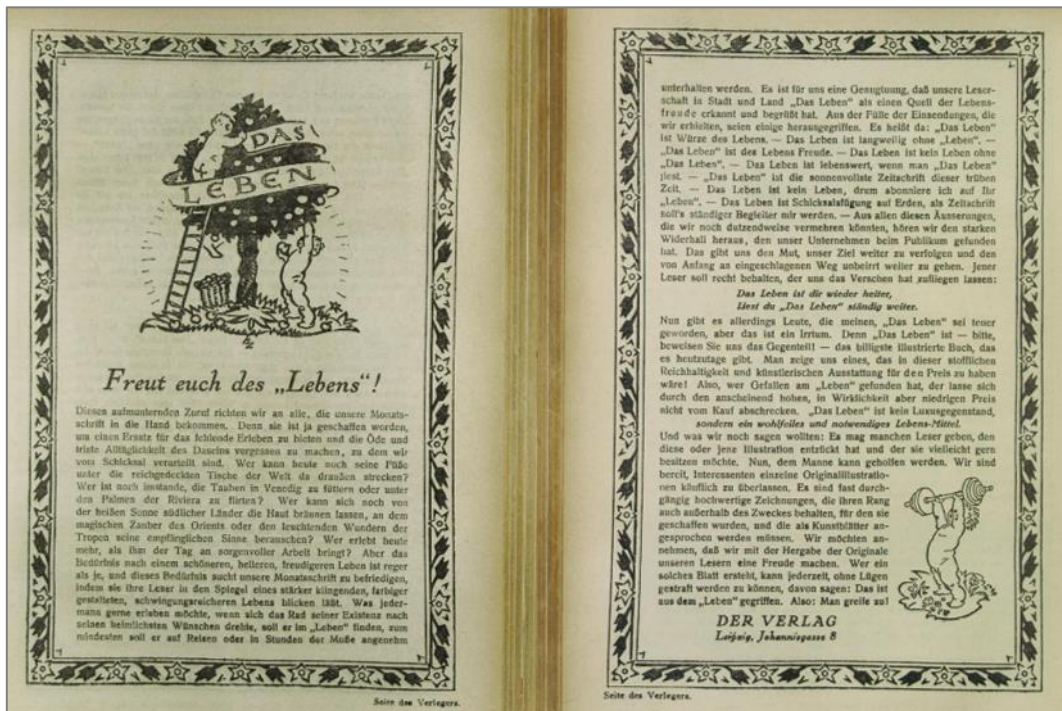 DAS
LEBEN
Freut euch des „Lebens“!
Diesen aufmunternden Zuruf richten wir an alle, die unsere Monats-
schrift in die Hand bekommen. Denn sie ist ja geschaffen worden,
um einen Ersatz für das fehlende Erleben zu bieten und die Öde und
triste Alltäglichkeit des Daseins vergessen zu machen, zu dem wir
vom Schicksal verurteilt sind. Wer kann heute noch seine Füße
unter die reichgedeckten Tische der Welt da draußen strecken?
Wer ist noch imstande, die Tauben in Venedig zu füttern oder unter
den Palmen der Riviera zu flirten? Wer kann sich noch von
der heißen Sonne südlicher Länder die Haut bräunen lassen, an dem
magischen Zauber des Orients oder den leuchtenden Wundern der
Tropen seine empfänglichen Sinne berauschen? Wer erlebt heute
mehr, als ihm der Tag an sorgenvoller Arbeit bringt? Aber das
Bedürfnis nach einem schöneren, helleren, freudigeren Leben ist reger
als je, und dieses Bedürfnis sucht unsere Monatsschrift zu befriedigen,
indem sie ihre Leser in den Spiegel eines stärker klingenden, farbiger
gestalteten, schwingungsreicheren Lebens blicken läßt. Was jeder-
mann gerne erleben möchte, wenn sich das Rad seiner Existenz nach
seinen heimlichsten Wünschen drehte, soll er im „Leben“ finden, zum
mindesten soll er auf Reisen oder in Stunden der Muße angenehm
Seite des Verlegers.
unterhalten werden. Es ist für uns eine Genugtuung, daß unsere Leser-
schaft in Stadt und Land „Das Leben“ als einen Quell der Lebens-
freude erkannt und begrüßt hat. Aus der Fülle der Einsendungen, die
wir erhielten, seien einige herausgegriffen. Es heißt da: „Das Leben“
ist Würze des Lebens. — Das Leben ist langweilig ohne „Leben“. —
„Das Leben“ ist des Lebens Freude. — Das Leben ist kein Leben ohne
„Das Leben“. — Das Leben ist lebenswert, wenn man „Das Leben“
liest. — „Das Leben“ ist die sonnenvollste Zeitschrift dieser trüben
Zeit. — Das Leben ist kein Leben, drum abonniere ich auf Ihr
„Leben“. — Das Leben ist Schicksalsfügung auf Erden, als Zeitschrift
soll's ständiger Begleiter mir werden. — Aus allen diesen Äusserungen,
die wir noch dutzendweise vermehren könnten, hören wir den starken
Widerhall heraus, den unser Unternehmen beim Publikum gefunden
hat. Das gibt uns den Mut, unser Ziel weiter zu verfolgen und den
von Anfang an eingeschlagenen Weg unbeirrt weiter zu gehen. Jener
Leser soll recht behalten, der uns das Verschen hat zufliegen lassen:
Das Leben ist dir wieder heiter,
Liest du „Das Leben“ ständig weiter.
Nun gibt es allerdings Leute, die meinen, „Das Leben“ sei teuer
geworden, aber das ist ein Irrtum. Denn „Das Leben“ ist — bitte,
beweisen Sie uns das Gegenteil! — das billigste illustrierte Buch, das
es heutzutage gibt. Man zeige uns eines, das in dieser stofflichen
Reichhaltigkeit und künstlerischen Ausstattung für den Preis zu haben
wäre! Also, wer Gefallen am „Leben“ gefunden hat, der lasse sich
durch den anscheinend hohen, in Wirklichkeit aber niedrigen Preis
nicht vom Kauf abschrecken. „Das Leben“ ist kein Luxusgegenstand,
sondern ein wohlfeiles und notwendiges Lebens-Mittel.
Und was wir noch sagen wollten: Es mag manchen Leser geben, den
diese oder jene Illustration entzückt hat und der sie vielleicht gern
besitzen möchte. Nun, dem Manne kann geholfen werden. Wir sind
bereit, Interessenten einzelne Originalillustratio-
nen käuflich zu überlassen. Es sind fast durch-
gängig hochwertige Zeichnungen, die ihren Rang
auch außerhalb des Zweckes behalten, für den sie
geschaffen wurden, und die als Kunstblätter an-
gesprochen werden müssen. Wir möchten an-
nehmen, daß wir mit der Hergabe der Originale
unseren Lesern eine Freude machen. Wer ein
solches Blatt ersteht, kann jederzeit, ohne Lügen
gestraft werden zu können, davon sagen: Das ist
aus dem „Leben“ gegriffen. Also: Man greife zu!
DER VERLAG
Leipzig, Johannisgasse 8
Seite des Verlegers.